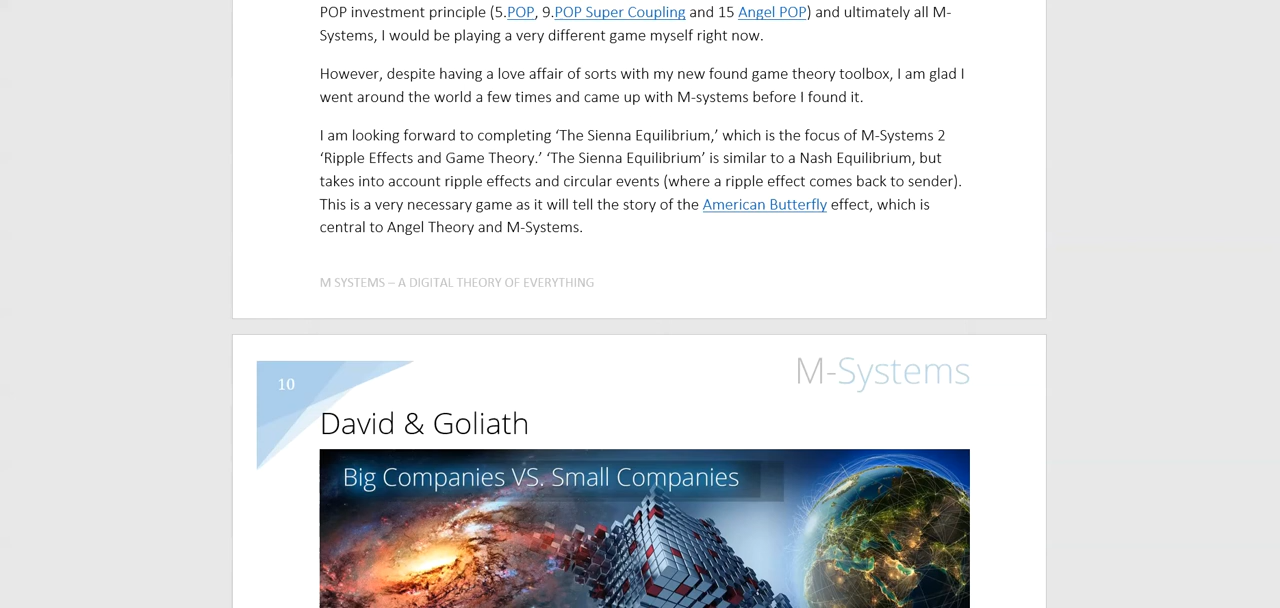 POP investment principle (5.POP, 9.POP Super Coupling and 15 Angel POP) and ultimately all M-
Systems, I would be playing a very different game myself right now.
However, despite having a love affair of sorts with my new found game theory toolbox, I am glad I
went around the world a few times and came up with M-systems before I found it.
I am looking forward to completing ‘The Sienna Equilibrium,’ which is the focus of M-Systems 2
‘Ripple Effects and Game Theory.’ ‘The Sienna Equilibrium’ is similar to a Nash Equilibrium, but
takes into account ripple effects and circular events (where a ripple effect comes back to sender).
This is a very necessary game as it will tell the story of the American Butterfly effect, which is
central to Angel Theory and M-Systems.
M SYSTEMS – A DIGITAL THEORY OF EVERYTHING
10
M-Systems
David & Goliath
Big Companies VS. Small Companies